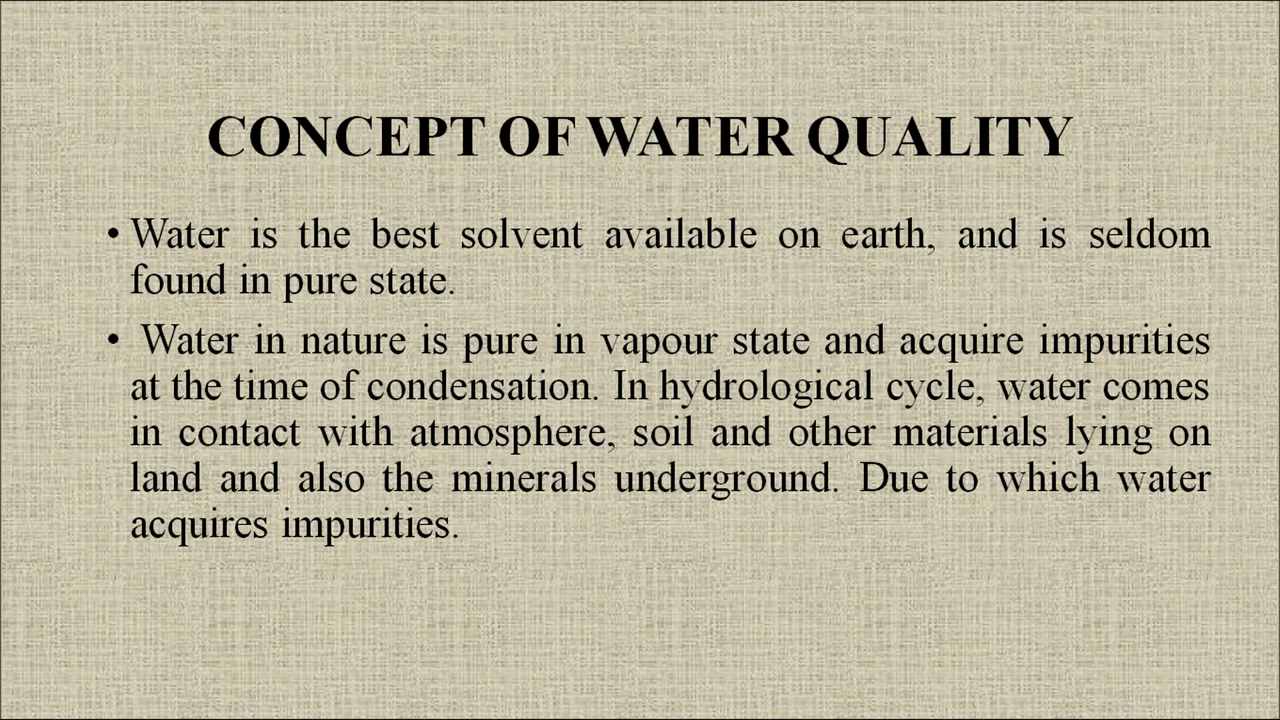 CONCEPT OF WATER QUALITY
• Water is the best solvent available on earth, and is seldom
found in pure state.
• Water in nature is pure in vapour state and acquire impurities
at the time of condensation. In hydrological cycle, water comes
in contact with atmosphere, soil and other materials lying on
land and also the minerals underground. Due to which water
acquires impurities.